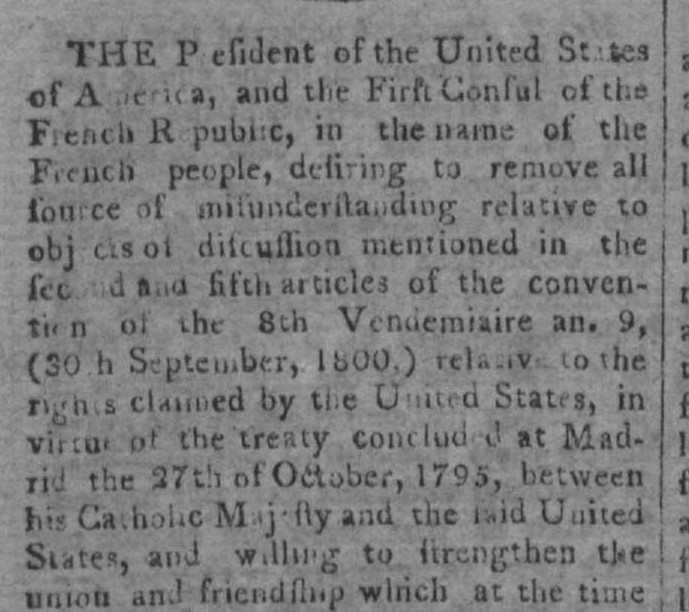 THE President of the United States
of America, and the Firſt Conſul of the
French Republic, in the name of the
French people, deſiring to remove all
ſource of miſunderſtanding relative to
objects of diſcuſſion mentioned in the
ſecond and fifth articles of the conven-
tion of the 8th Vendemiaire an. 9,
(30th September, 1800,) relative to the
rights claimed by the United States, in
virtue of the treaty concluded at Mad-
rid the 27th of October, 1795, between
his Catholic Majeſty and the ſaid United
States, and willing to ſtrengthen the
union and friendſhip which at the time